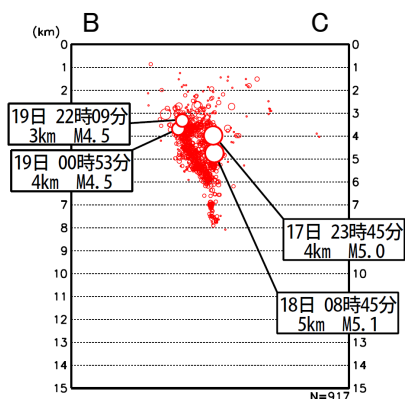 B C
(km)
0 0
1 1
2 2
3 3
4 4
5 5
6 6
7 7
8 8
9 9
10 10
11 11
12 12
13 13
14 14
15 15
19日 22時09分
3km M4.5
19日 00時53分
4km M4.5
17日 23時45分
4km M5.0
18日 08時45分
5km M5.1
N=917